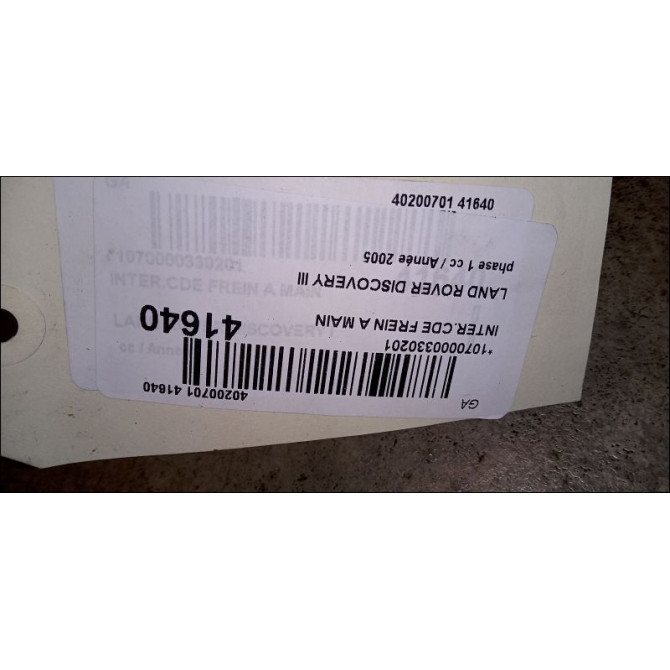 GA
40200701 41640
*1070000330201
41640
INTER.CDE FREIN A MAIN
LAND ROVER DISCOVERY III
phase 1 cc / Année 2005
40200701 41640
GA
*1070000330201
INTER.CDE FREIN A MAIN